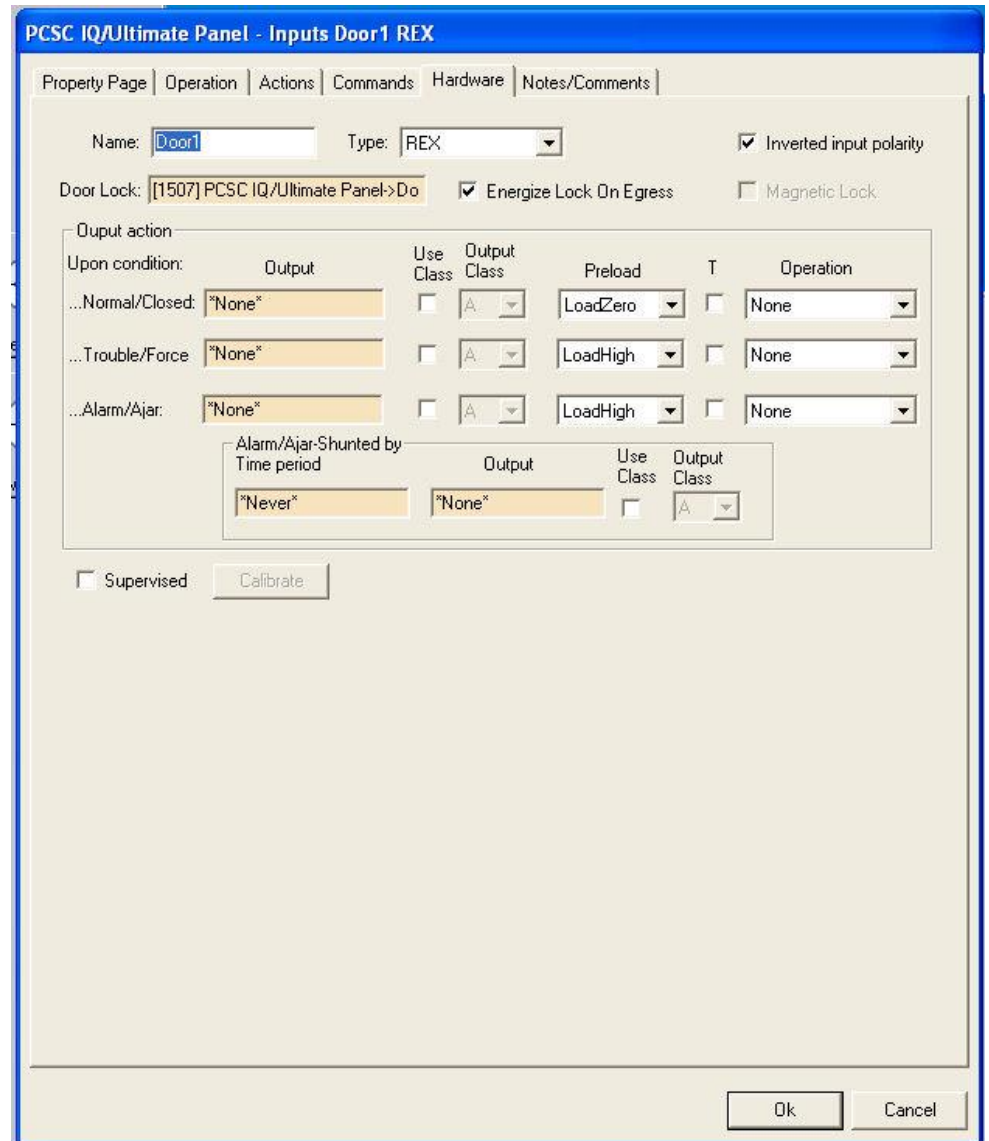 PCSC IQ/Ultimate Panel - Inputs Door1 REX
Property Page Operation Actions Commands Hardware Notes/Comments
Name: Door1 Type: REX Inverted input polarity
Door Lock: [1507] PCSC IQ/Ultimate Panel->Do Energize Lock On Egress Magnetic Lock
Ouput action
Upon condition: Output Use Class Output Class Preload T Operation
...Normal/Closed: *None* A LoadZero None
...Trouble/Force *None* A LoadHigh None
...Alarm/Ajar: *None* A LoadHigh None
Alarm/Ajar-Shunted by
Time period Output Use Class Output Class
*Never* *None* A
Supervised Calibrate
Ok Cancel